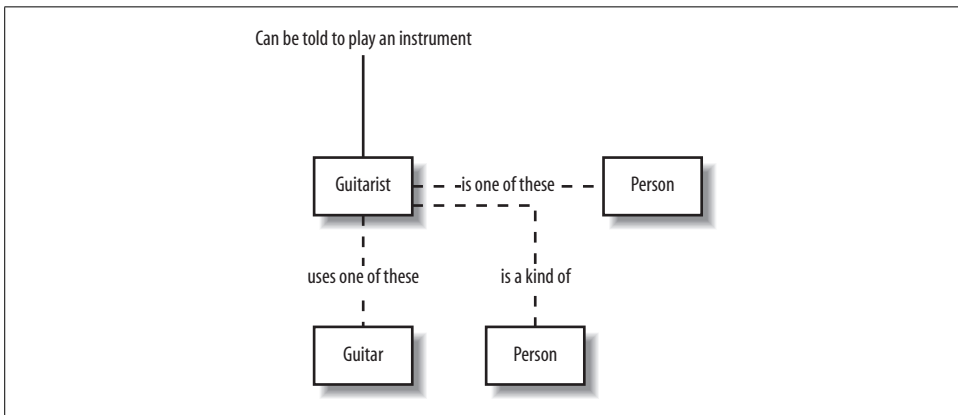 Can be told to play an instrument
Guitarist
is one of these
Person
uses one of these
is a kind of
Guitar
Person